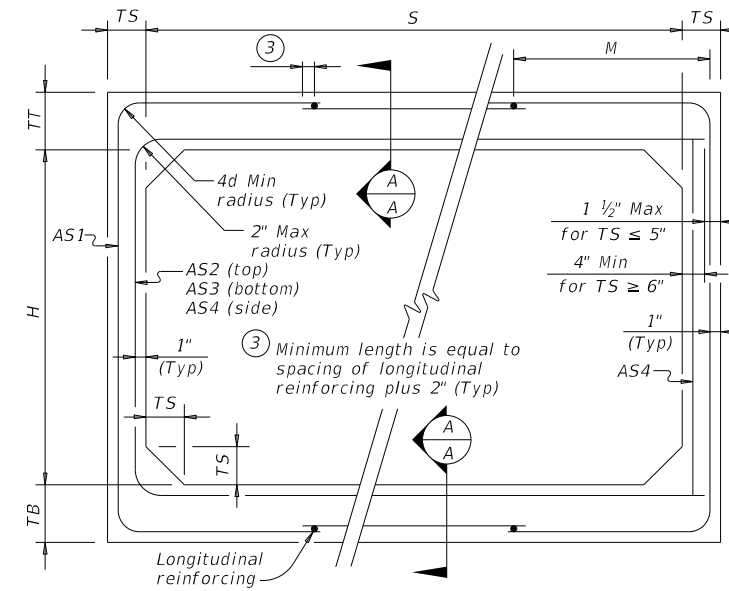 TS
S
TS
3
M
TT
4d Min
radius (Typ)
A
A
2" Max
radius (Typ)
1 ½" Max
for TS ≤ 5"
AS1
AS2 (top)
AS3 (bottom)
AS4 (side)
4" Min
for TS ≥ 6"
H
1"
(Typ)
3
Minimum length is equal to
spacing of longitudinal
reinforcing plus 2" (Typ)
1"
(Typ)
AS4
TS
TS
A
A
TB
Longitudinal
reinforcing